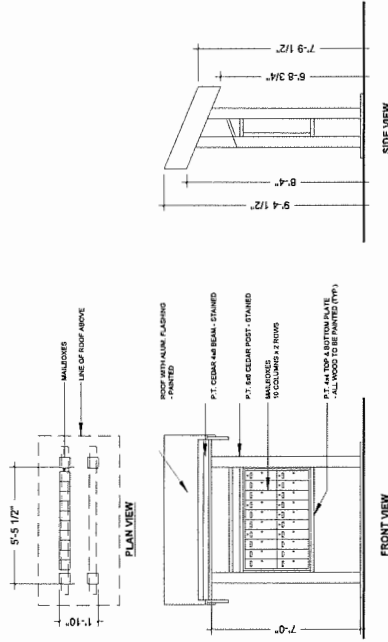 5'-5 1/2"
1'-10"
MAILBOXES
LINE OF ROOF ABOVE
PLAN VIEW
ROOF WITH ALUM. FLASHING
- PAINTED
P.T. CEDAR 4x8 BEAM - STAINED
P.T. 6x6 CEDAR POST - STAINED
MAILBOXES
10 COLUMNS x 2 ROWS
P.T. 4x4 TOP & BOTTOM PLATE
- ALL WOOD TO BE PAINTED (TYP.)
7'-0"
FRONT VIEW
9'-4 1/2"
8'-4"
6'-8 3/4"
7'-9 1/2"
SIDE VIEW